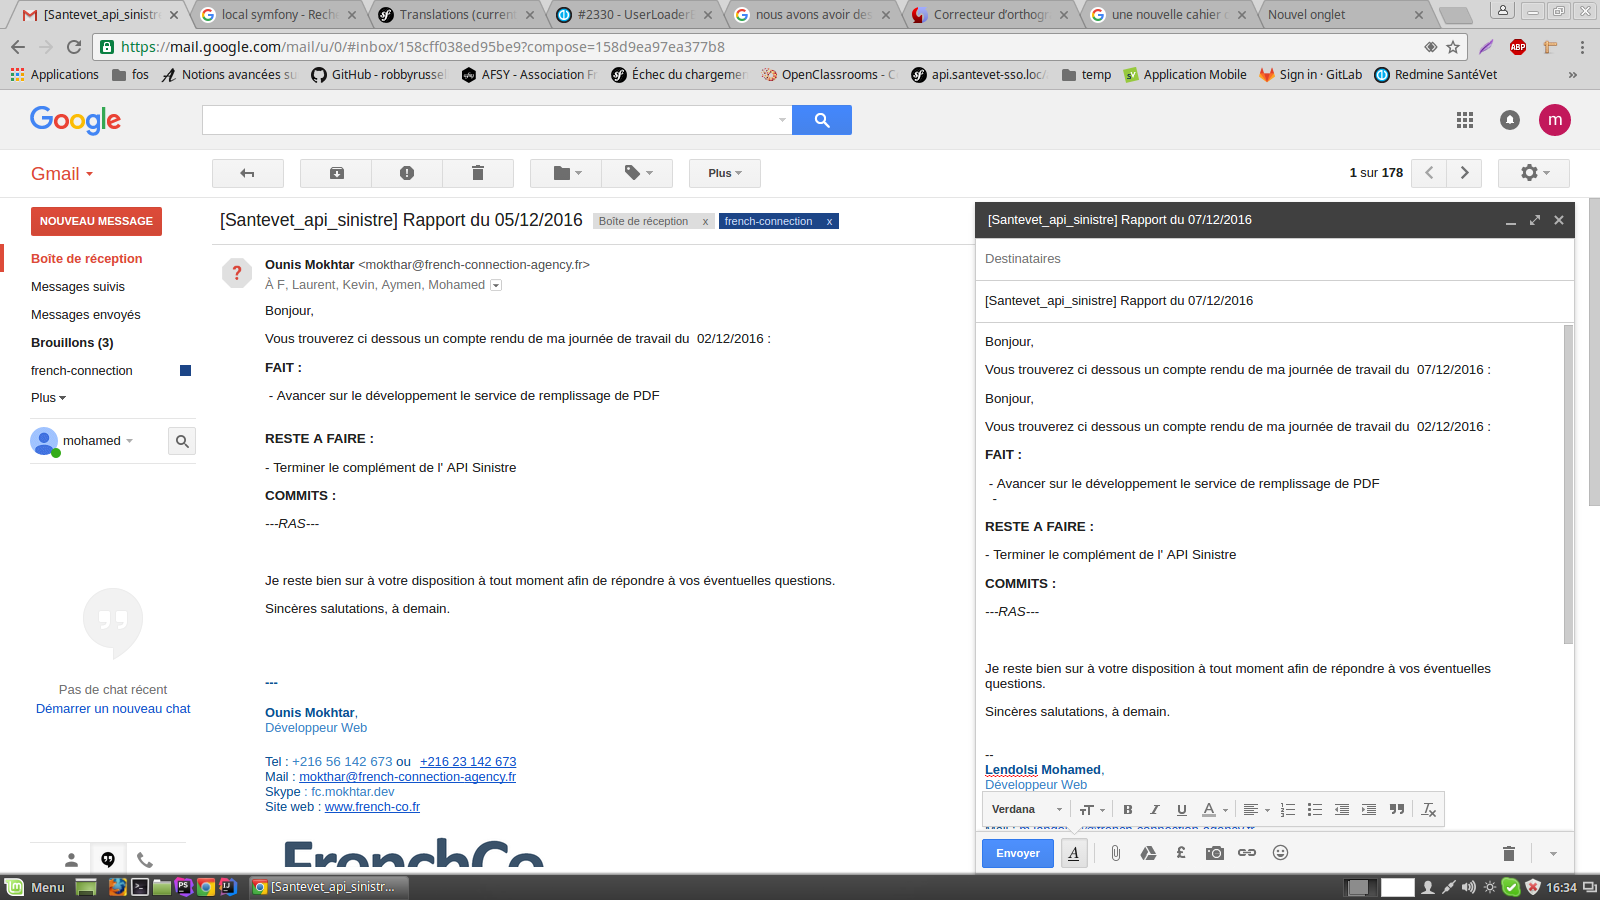 [Santevet_api_sinistre
local symfony - Rech
Translations (current
#2330 - UserLoader
nous avons avoir des
Correcteur d'orthog
une nouvelle cahier
Nouvel onglet
https://mail.google.com/mail/u/0/#inbox/158cff038ed95be9?compose=158d9ea97ea377b8
ABP
Applications
fos
Notions avancées su
GitHub - robbyrussel
AFSY - Association F
Échec du chargemen
OpenClassrooms - C
api.santevet-sso.loc/
temp
Application Mobile
Sign in · GitLab
Redmine SantéVet
»
Google
m
Gmail
Plus
1 sur 178
NOUVEAU MESSAGE
Boîte de réception
Messages suivis
Messages envoyés
Brouillons (3)
french-connection
Plus
mohamed
Pas de chat récent
Démarrer un nouveau chat
[Santevet_api_sinistre] Rapport du 05/12/2016
Boîte de réception x
french-connection x
Ounis Mokhtar <mokthar@french-connection-agency.fr>
À F, Laurent, Kevin, Aymen, Mohamed
Bonjour,
Vous trouverez ci dessous un compte rendu de ma journée de travail du  02/12/2016 :
FAIT :
- Avancer sur le développement le service de remplissage de PDF
RESTE A FAIRE :
- Terminer le complément de l' API Sinistre
COMMITS :
---RAS---
Je reste bien sur à votre disposition à tout moment afin de répondre à vos éventuelles questions.
Sincères salutations, à demain.
---
Ounis Mokhtar,
Développeur Web
Tel : +216 56 142 673 ou +216 23 142 673
Mail : mokthar@french-connection-agency.fr
Skype : fc.mokhtar.dev
Site web : www.french-co.fr
FrenchCo
[Santevet_api_sinistre] Rapport du 07/12/2016
Destinataires
[Santevet_api_sinistre] Rapport du 07/12/2016
Bonjour,
Vous trouverez ci dessous un compte rendu de ma journée de travail du  07/12/2016 :
Bonjour,
Vous trouverez ci dessous un compte rendu de ma journée de travail du  02/12/2016 :
FAIT :
- Avancer sur le développement le service de remplissage de PDF
-
RESTE A FAIRE :
- Terminer le complément de l' API Sinistre
COMMITS :
---RAS---
Je reste bien sur à votre disposition à tout moment afin de répondre à vos éventuelles
questions.
Sincères salutations, à demain.
--
Lendolsi Mohamed,
Développeur Web
Verdana
Envoyer
Menu
[Santevet_api_sinistr...
16:34